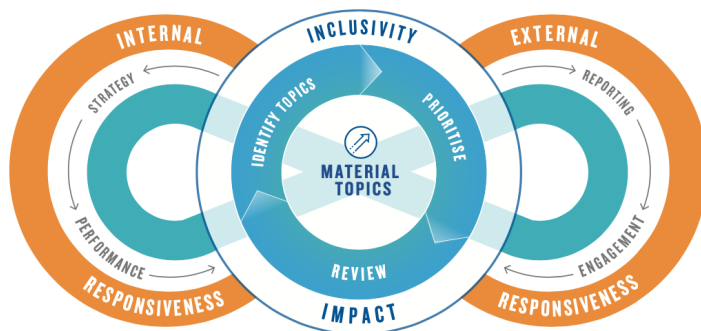 INTERNAL
STRATEGY
PERFORMANCE
RESPONSIVENESS
INCLUSIVITY
IDENTIFY TOPICS
PRIORITISE
MATERIAL
TOPICS
REVIEW
IMPACT
EXTERNAL
REPORTING
ENGAGEMENT
RESPONSIVENESS